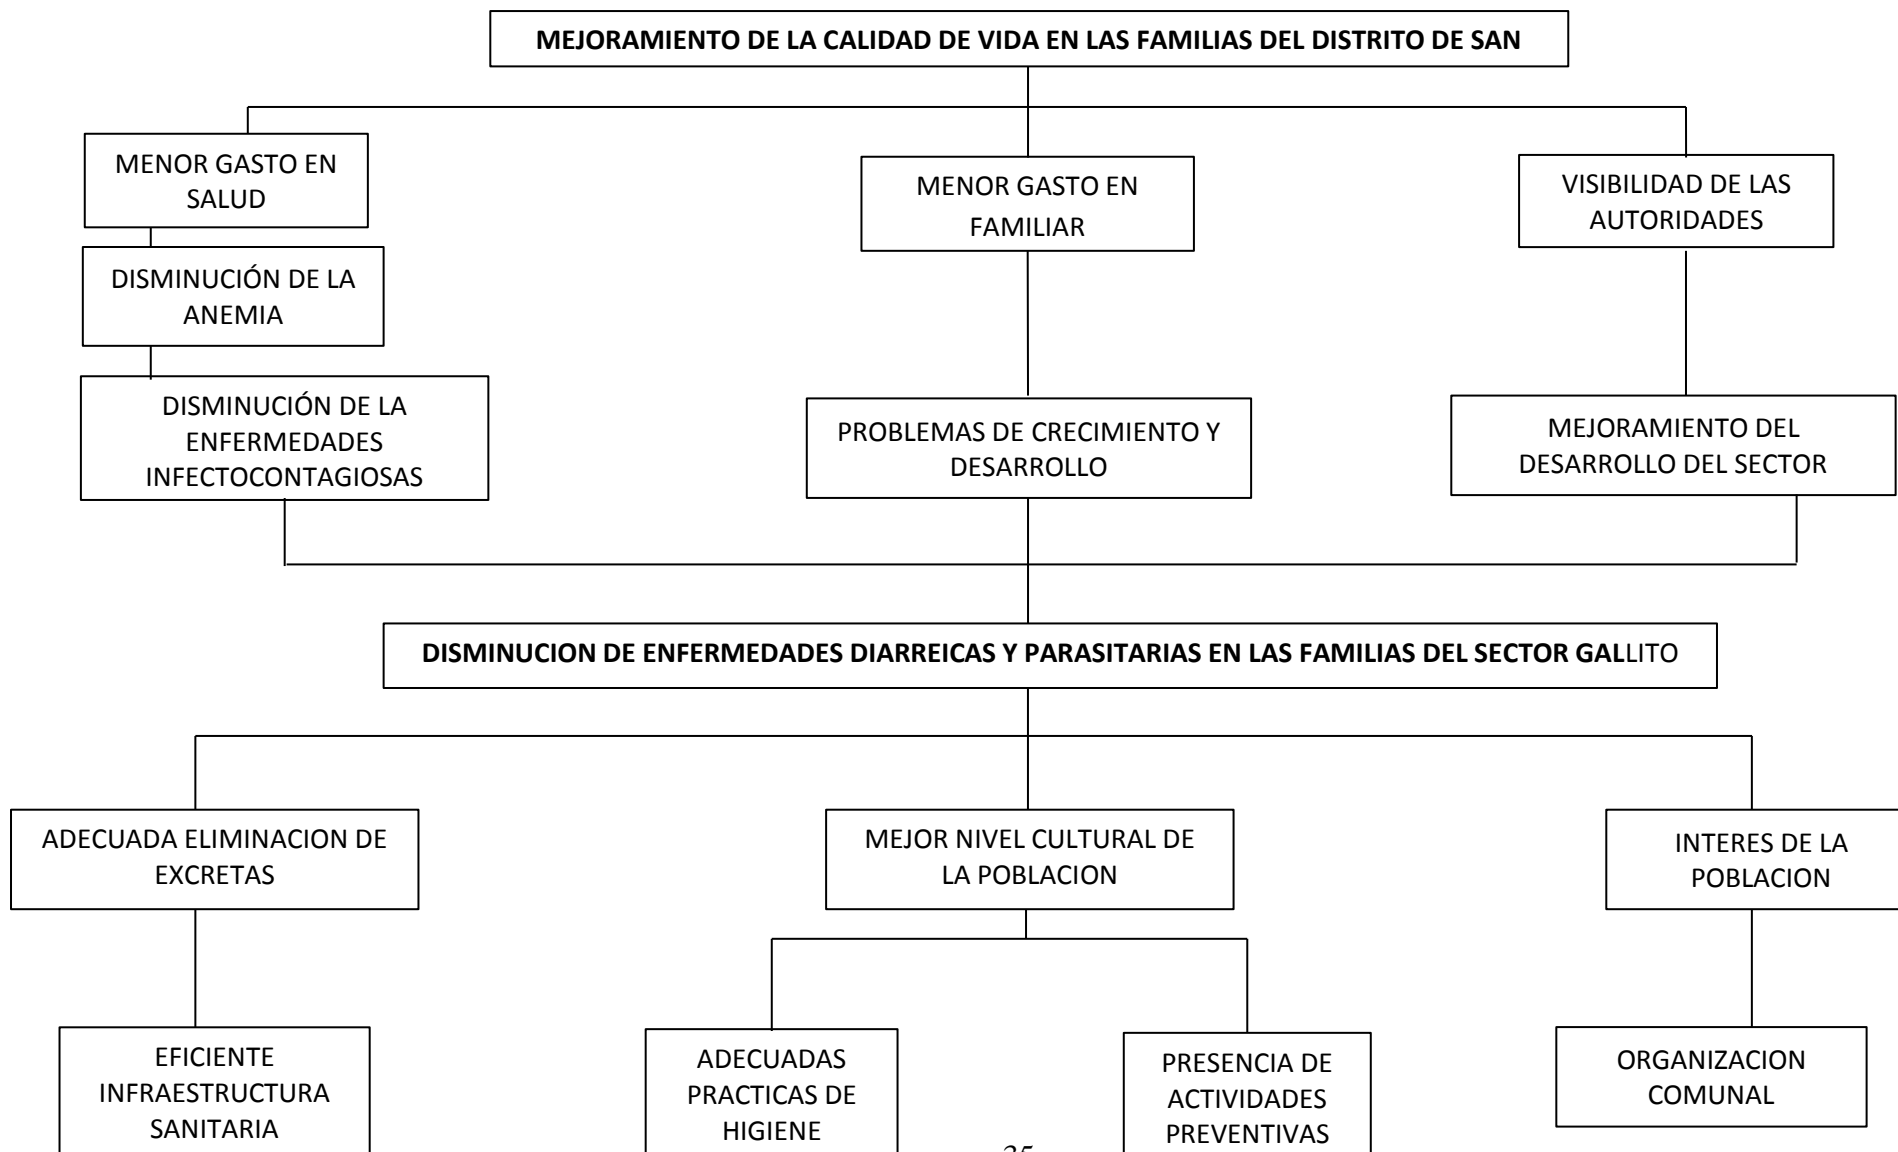 MEJORAMIENTO DE LA CALIDAD DE VIDA EN LAS FAMILIAS DEL DISTRITO DE SAN
MENOR GASTO EN
SALUD
MENOR GASTO EN
FAMILIAR
VISIBILIDAD DE LAS
AUTORIDADES
DISMINUCIÓN DE LA
ANEMIA
DISMINUCIÓN DE LA
ENFERMEDADES
INFECTOCONTAGIOSAS
PROBLEMAS DE CRECIMIENTO Y
DESARROLLO
MEJORAMIENTO DEL
DESARROLLO DEL SECTOR
DISMINUCION DE ENFERMEDADES DIARREICAS Y PARASITARIAS EN LAS FAMILIAS DEL SECTOR GALLITO
ADECUADA ELIMINACION DE
EXCRETAS
MEJOR NIVEL CULTURAL DE
LA POBLACION
INTERES DE LA
POBLACION
EFICIENTE
INFRAESTRUCTURA
SANITARIA
ADECUADAS
PRACTICAS DE
HIGIENE
PRESENCIA DE
ACTIVIDADES
PREVENTIVAS
ORGANIZACION
COMUNAL